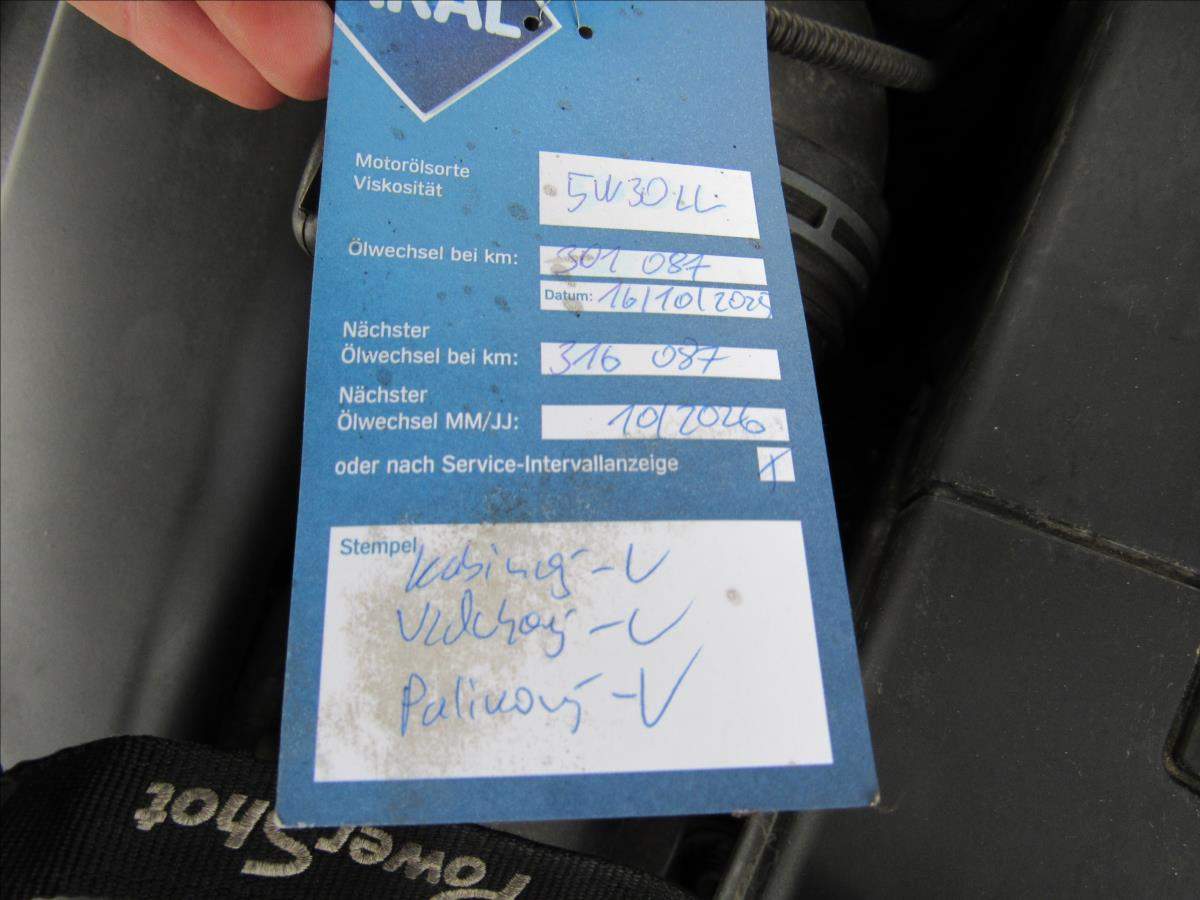 ARAL
Motorölsorte
Viskosität
5W30 LL
Ölwechsel bei km: 301 087
Datum: 16/10/2025
Nächster
Ölwechsel bei km: 316 087
Nächster
Ölwechsel MM/JJ: 10/2026
oder nach Service-Intervallanzeige X
Stempel
Kabinový - V
Vzduchový - V
Palivový - V
PowerShot